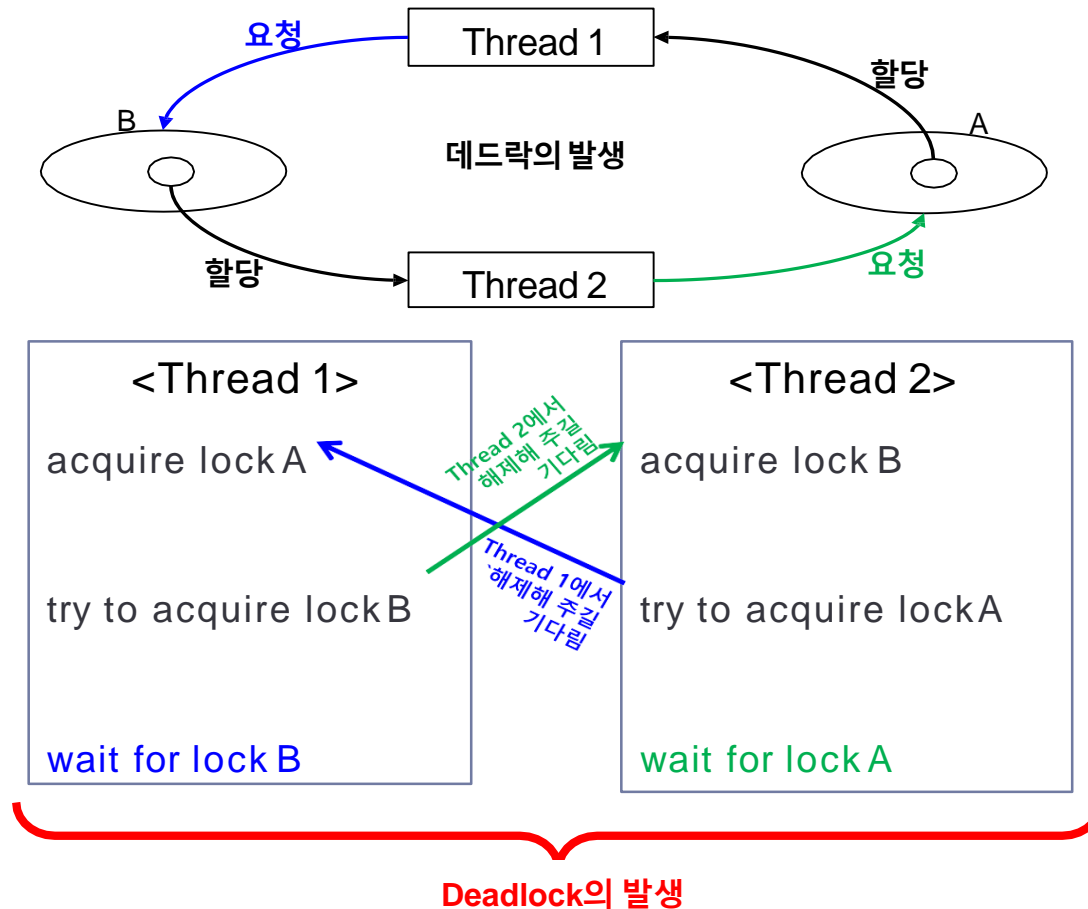 요청
Thread 1
할당
B
A
데드락의 발생
할당
요청
Thread 2
<Thread 1>
acquire lock A
try to acquire lock B
wait for lock B
Thread 2에서
해제해 주길
기다림
Thread 1에서
`해제해 주길
기다림
<Thread 2>
acquire lock B
try to acquire lock A
wait for lock A
Deadlock의 발생